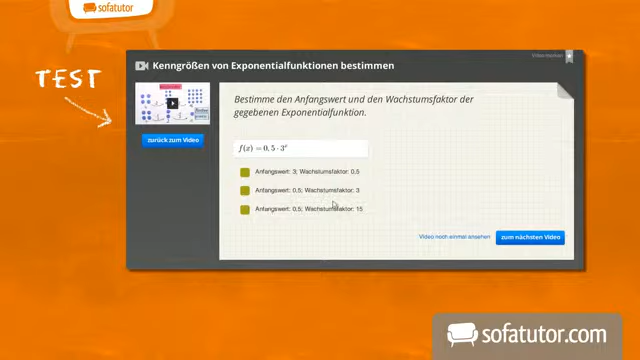 sofatutor
TEST
Kenngrößen von Exponentialfunktionen bestimmen
Bestimme den Anfangswert und den Wachstumsfaktor der
gegebenen Exponentialfunktion.
zurück zum Video
f(x) = 0,5 · 3ˣ
Anfangswert: 3; Wachstumsfaktor: 0.5
Anfangswert: 0.5; Wachstumsfaktor: 3
Anfangswert: 0.5; Wachstumsfaktor: 15
Video noch einmal ansehen
zum nächsten Video
sofatutor.com